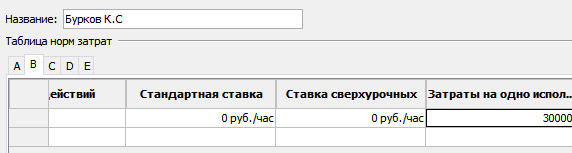 Название: Бурков К.С
Таблица норм затрат
A B C D E
ействий Стандартная ставка Ставка сверхурочных Затраты на одно испол...
0 руб./час 0 руб./час 30000